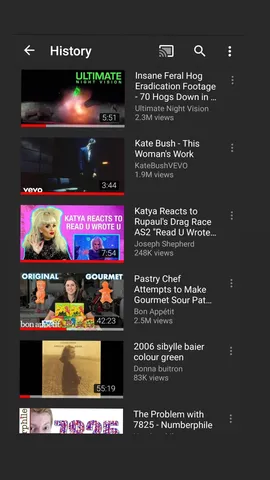 History
ULTIMATE
NIGHT VISION
5:51
Insane Feral Hog
Eradication Footage
- 70 Hogs Down in ...
Ultimate Night Vision
2.3M views
vevo
3:44
Kate Bush - This
Woman's Work
KateBushVEVO
1.9M views
KATYA REACTS TO
READ U WROTE U
7:54
Katya Reacts to
Rupaul's Drag Race
AS2 "Read U Wrote...
Joseph Shepherd
248K views
ORIGINAL GOURMET
bon appétit
42:23
Pastry Chef
Attempts to Make
Gourmet Sour Pat...
Bon Appétit
2.5M views
55:19
2006 sibylle baier
colour green
Donna buitron
83K views
7825
The Problem with
7825 - Numberphile